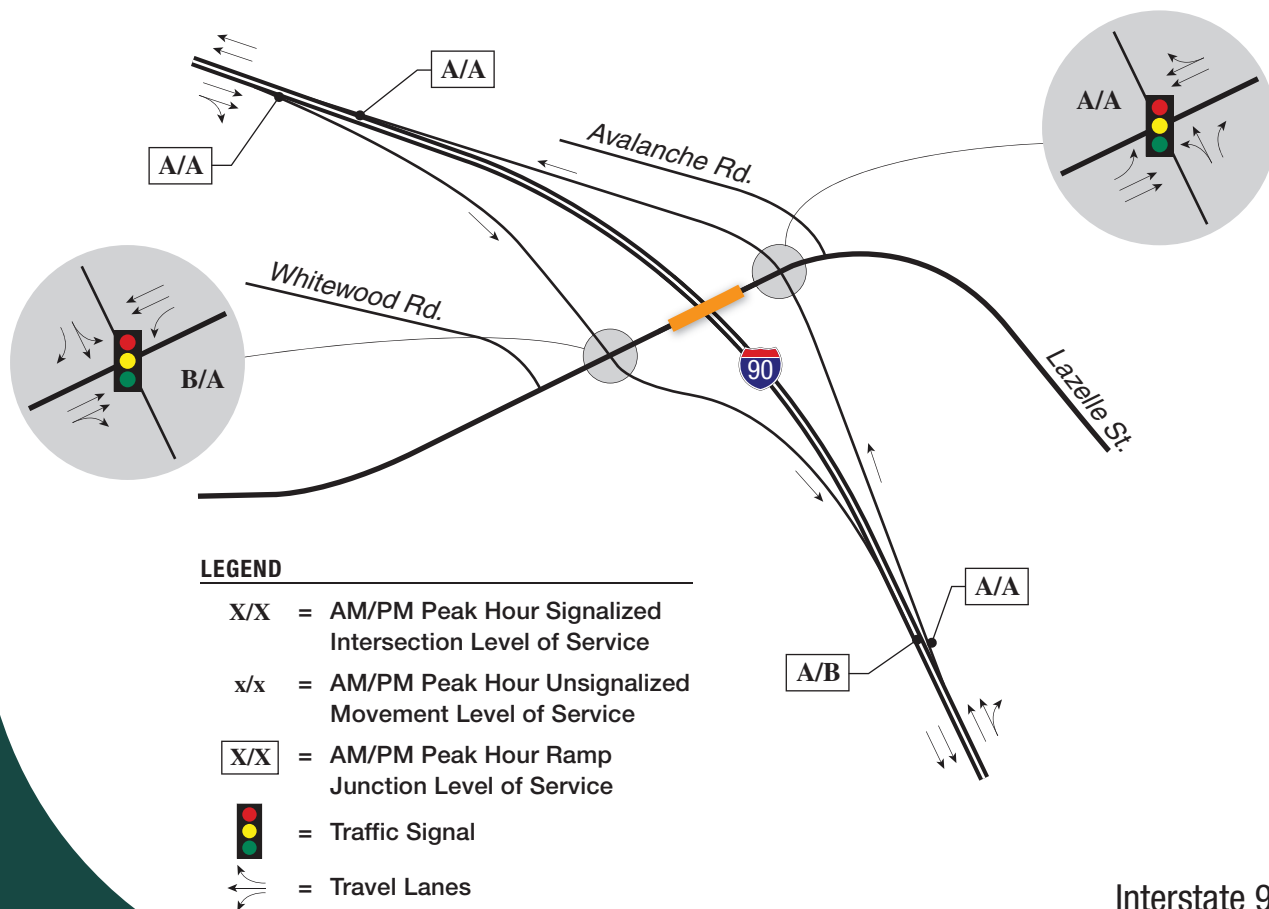 A/A
A/A
Avalanche Rd.
A/A
A/A
Whitewood Rd.
B/A
90
Lazelle St.
A/A
A/B
LEGEND
X/X = AM/PM Peak Hour Signalized
Intersection Level of Service
x/x = AM/PM Peak Hour Unsignalized
Movement Level of Service
X/X = AM/PM Peak Hour Ramp
Junction Level of Service
= Traffic Signal
= Travel Lanes
Interstate 9